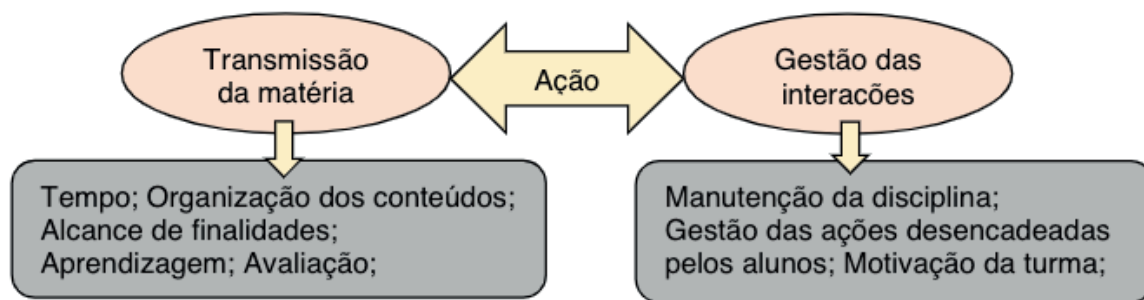 Transmissão
da matéria
Ação
Gestão das
interacões
Tempo; Organização dos conteúdos;
Alcance de finalidades;
Aprendizagem; Avaliação;
Manutenção da disciplina;
Gestão das ações desencadeadas
pelos alunos; Motivação da turma;